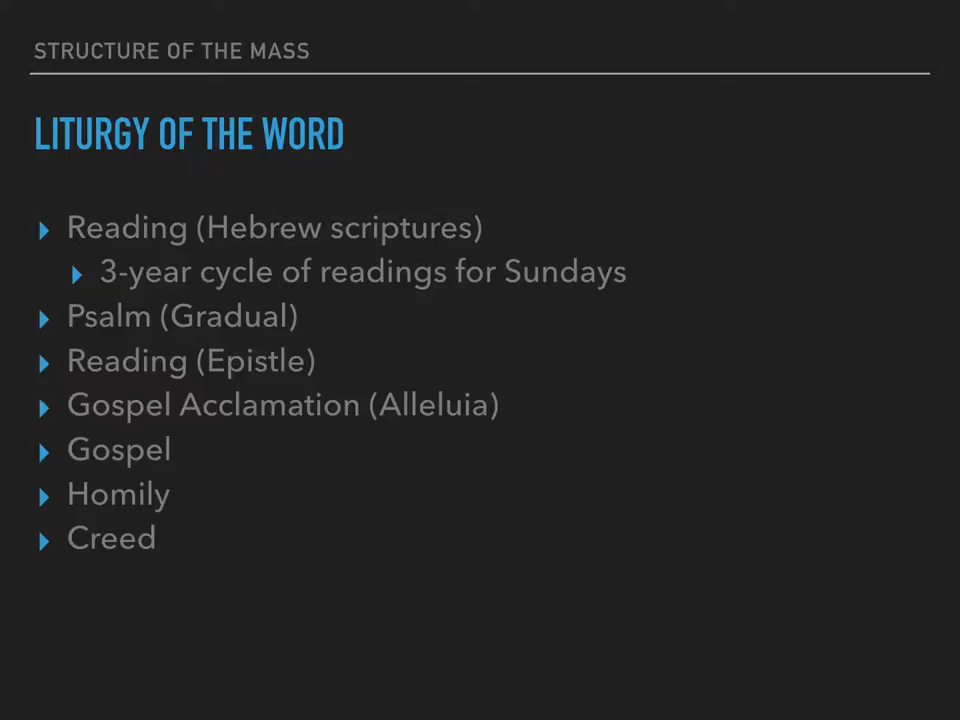 STRUCTURE OF THE MASS
LITURGY OF THE WORD
Reading (Hebrew scriptures)
3-year cycle of readings for Sundays
Psalm (Gradual)
Reading (Epistle)
Gospel Acclamation (Alleluia)
Gospel
Homily
Creed